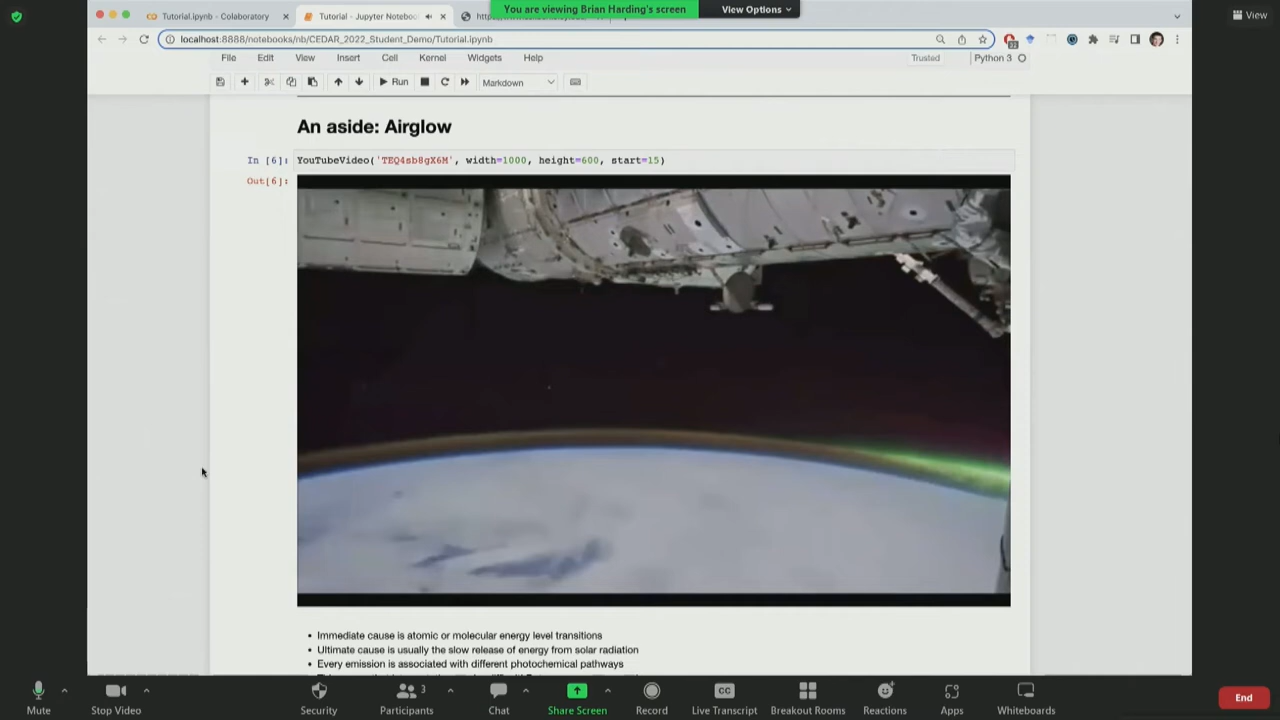 You are viewing Brian Harding's screen
View Options
View
Tutorial.ipynb - Colaboratory
Tutorial - Jupyter Noteboo
localhost:8888/notebooks/nb/CEDAR_2022_Student_Demo/Tutorial.ipynb
File Edit View Insert Cell Kernel Widgets Help
Trusted
Python 3
Run
Markdown
An aside: Airglow
In [6]: YouTubeVideo('TEQ4sb8gX6M', width=1000, height=600, start=15)
Out[6]:
• Immediate cause is atomic or molecular energy level transitions
• Ultimate cause is usually the slow release of energy from solar radiation
• Every emission is associated with different photochemical pathways
3
Mute
Stop Video
Security
Participants
Chat
Share Screen
Record
Live Transcript
Breakout Rooms
Reactions
Apps
Whiteboards
End